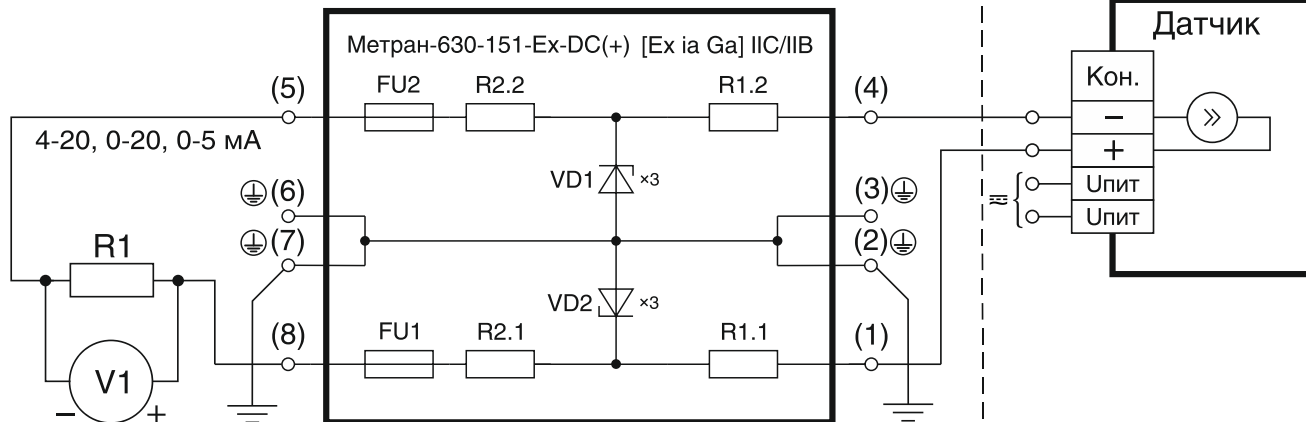 Датчик
Метран-630-151-Ex-DC(+) [Ex ia Ga] IIC/IIB
Кон.
(5) FU2 R2.2 R1.2 (4) −
4-20, 0-20, 0-5 мА
+
VD1 ×3
Uпит
(6) (3)
Uпит
(7) (2)
R1
VD2 ×3
(8) FU1 R2.1 R1.1 (1)
V1
− +